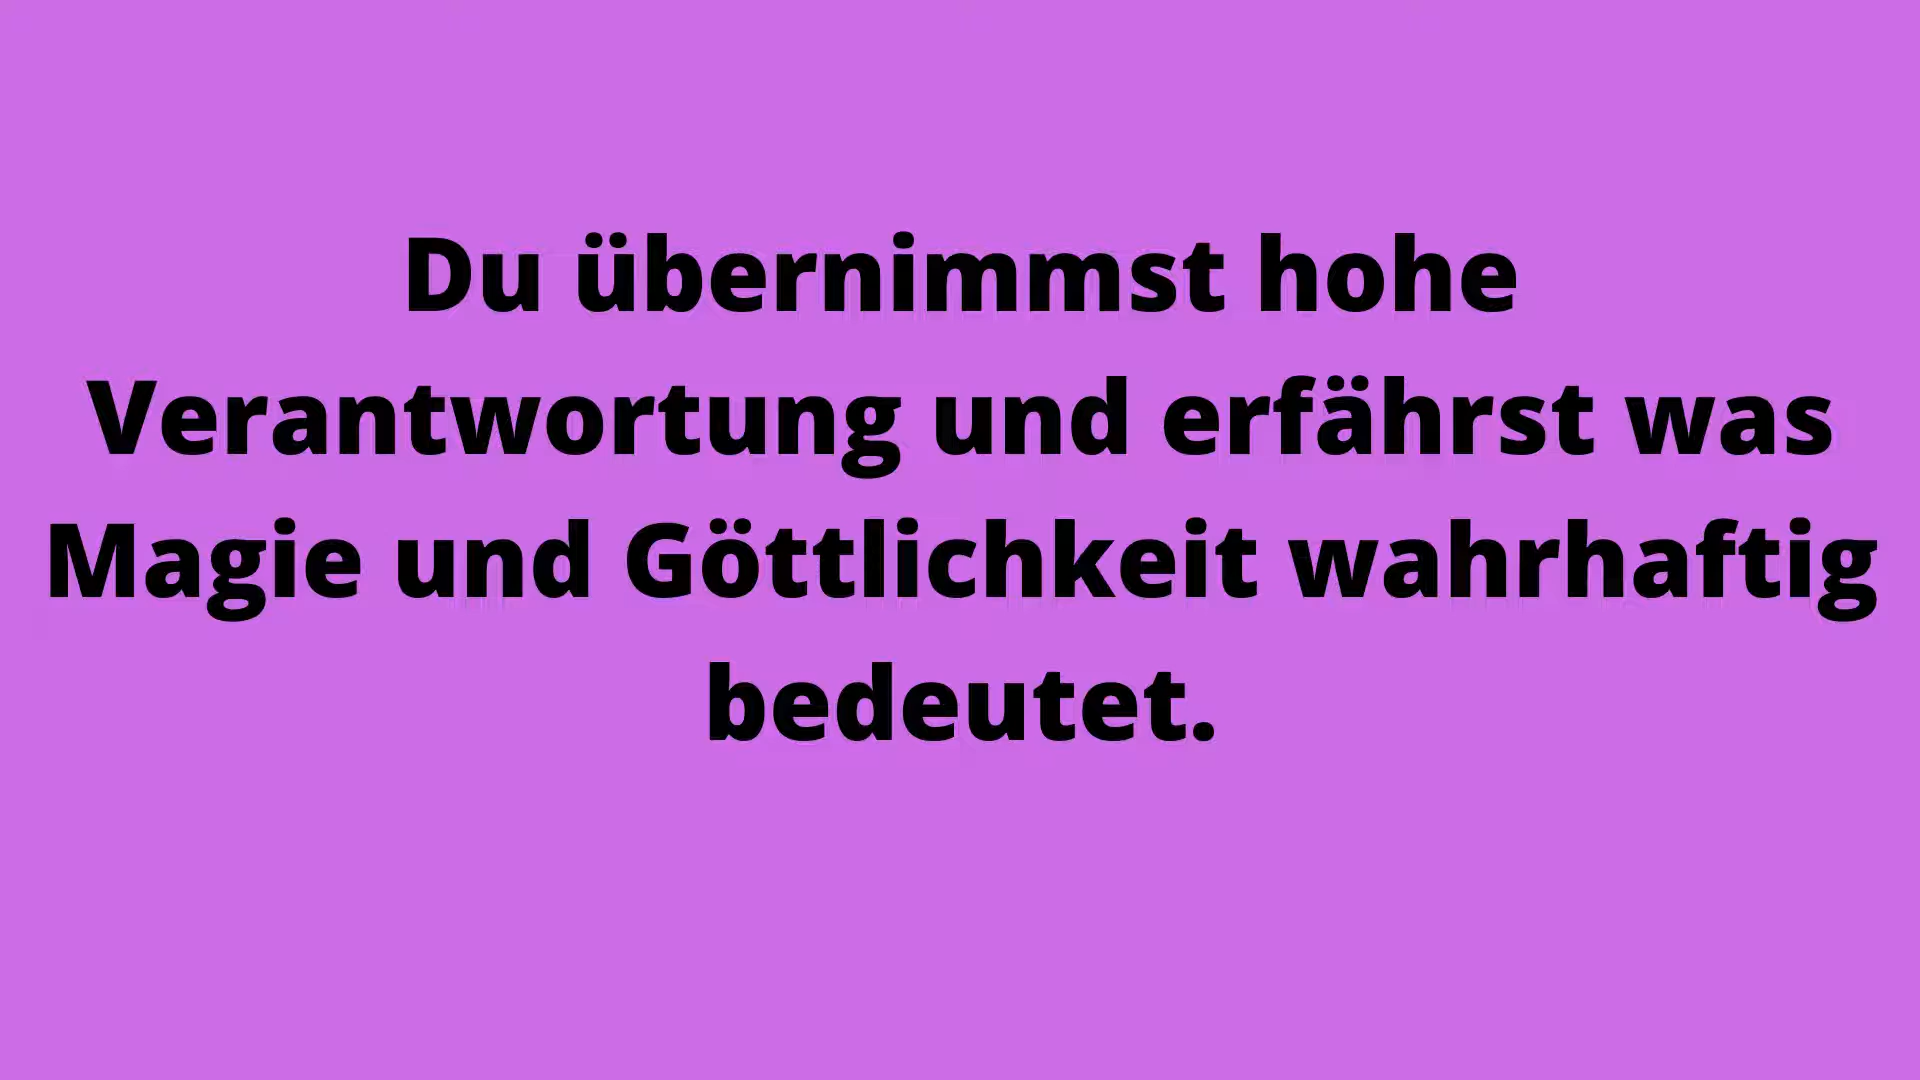 Du übernimmst hohe
Verantwortung und erfährst was
Magie und Göttlichkeit wahrhaftig
bedeutet.